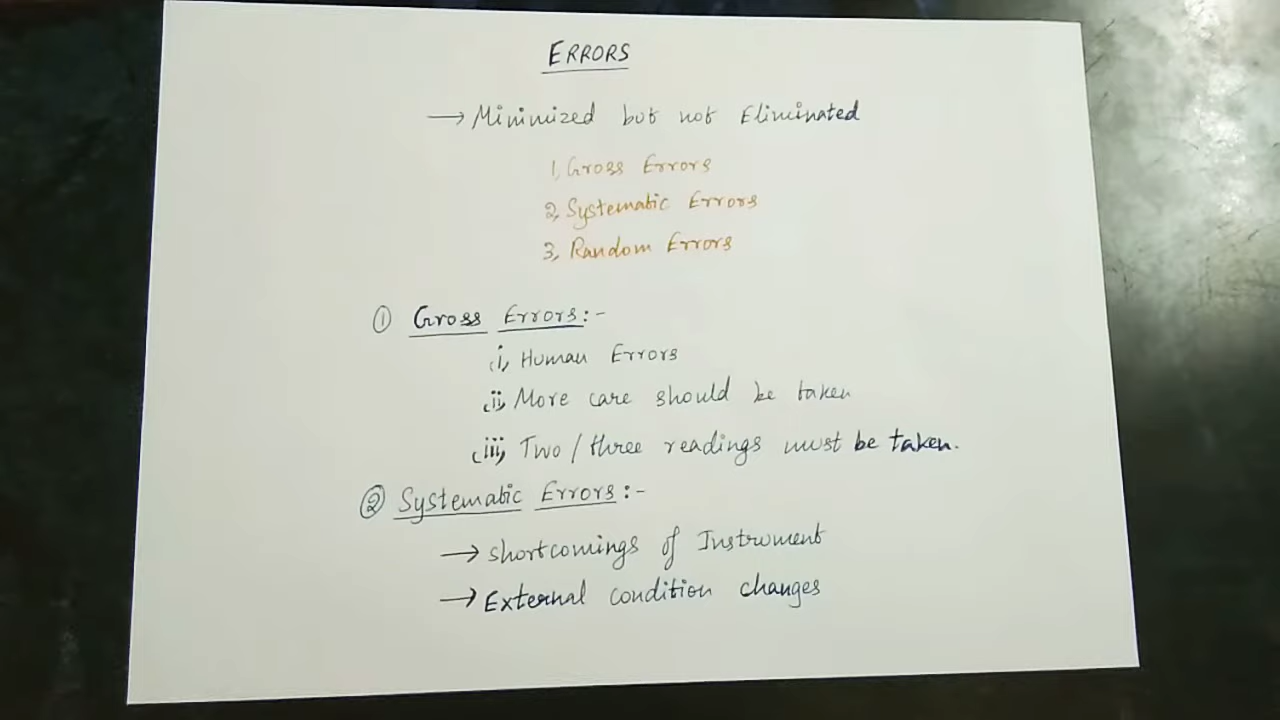 ERRORS
→ Minimized but not Eliminated
1, Gross Errors
2, Systematic Errors
3, Random Errors
① Gross Errors:-
(i, Human Errors
(ii, More care should be taken
(iii, Two / three readings must be taken.
② Systematic Errors:-
→ shortcomings of Instrument
→ External condition changes